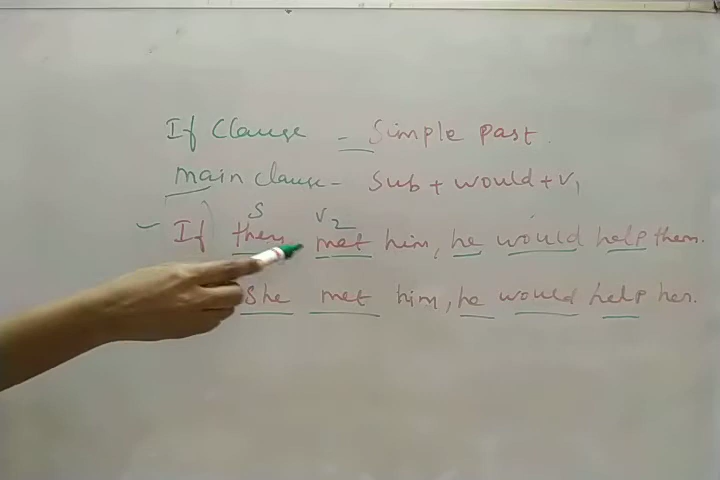 If Clause - Simple past.
main clause - Sub + would + V1
S V2
If they met him, he would help them.
She met him, he would help her.